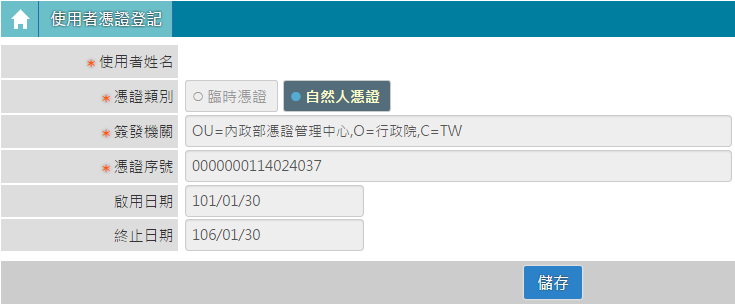 使用者憑證登記
*使用者姓名
*憑證類別 臨時憑證 自然人憑證
*簽發機關 OU=內政部憑證管理中心,O=行政院,C=TW
*憑證序號 0000000114024037
啟用日期 101/01/30
終止日期 106/01/30
儲存